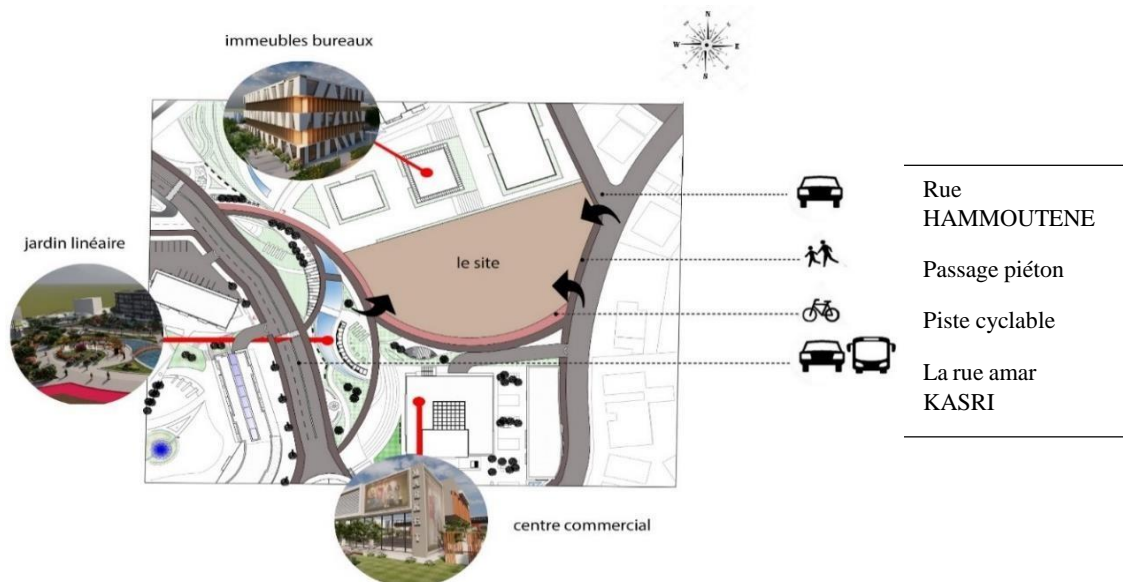 immeubles bureaux
N
W E
S
jardin linéaire
le site
Rue
HAMMOUTENE
Passage piéton
Piste cyclable
La rue amar
KASRI
centre commercial